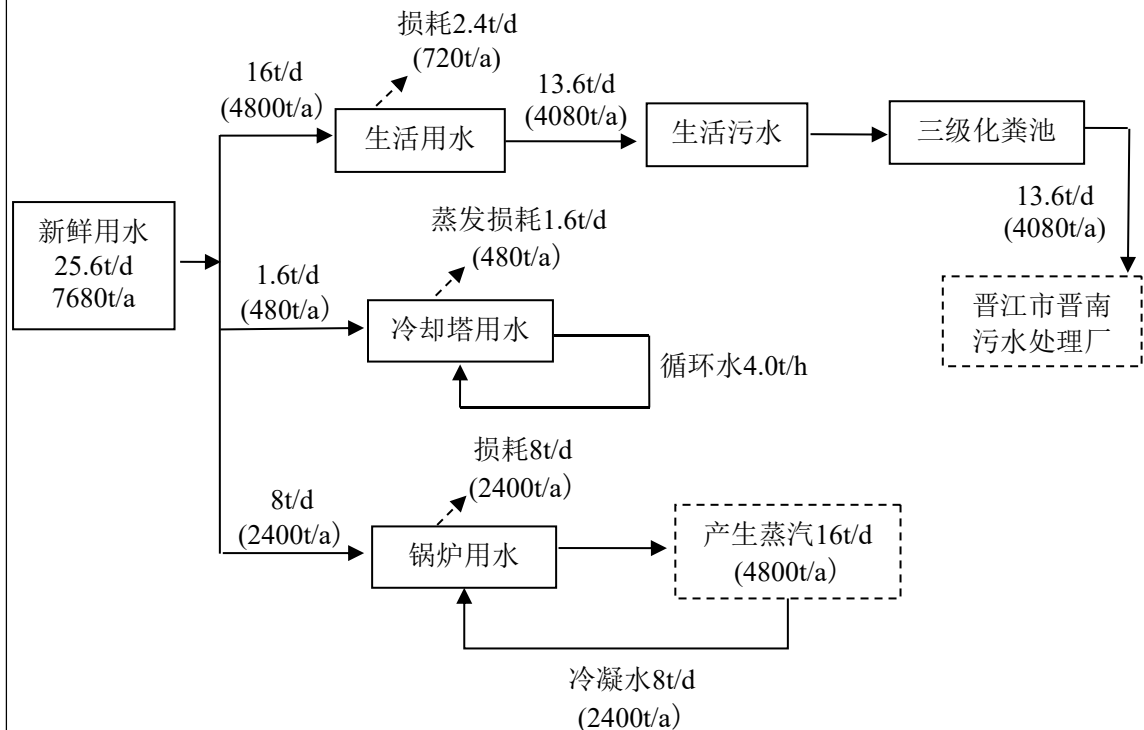 损耗2.4t/d
(720t/a)
16t/d
(4800t/a）
13.6t/d
(4080t/a)
生活用水
生活污水
三级化粪池
13.6t/d
(4080t/a)
新鲜用水
25.6t/d
7680t/a
蒸发损耗1.6t/d
(480t/a）
1.6t/d
(480t/a）
冷却塔用水
循环水4.0t/h
晋江市晋南
污水处理厂
损耗8t/d
(2400t/a）
8t/d
(2400t/a）
锅炉用水
产生蒸汽16t/d
(4800t/a）
冷凝水8t/d
(2400t/a）